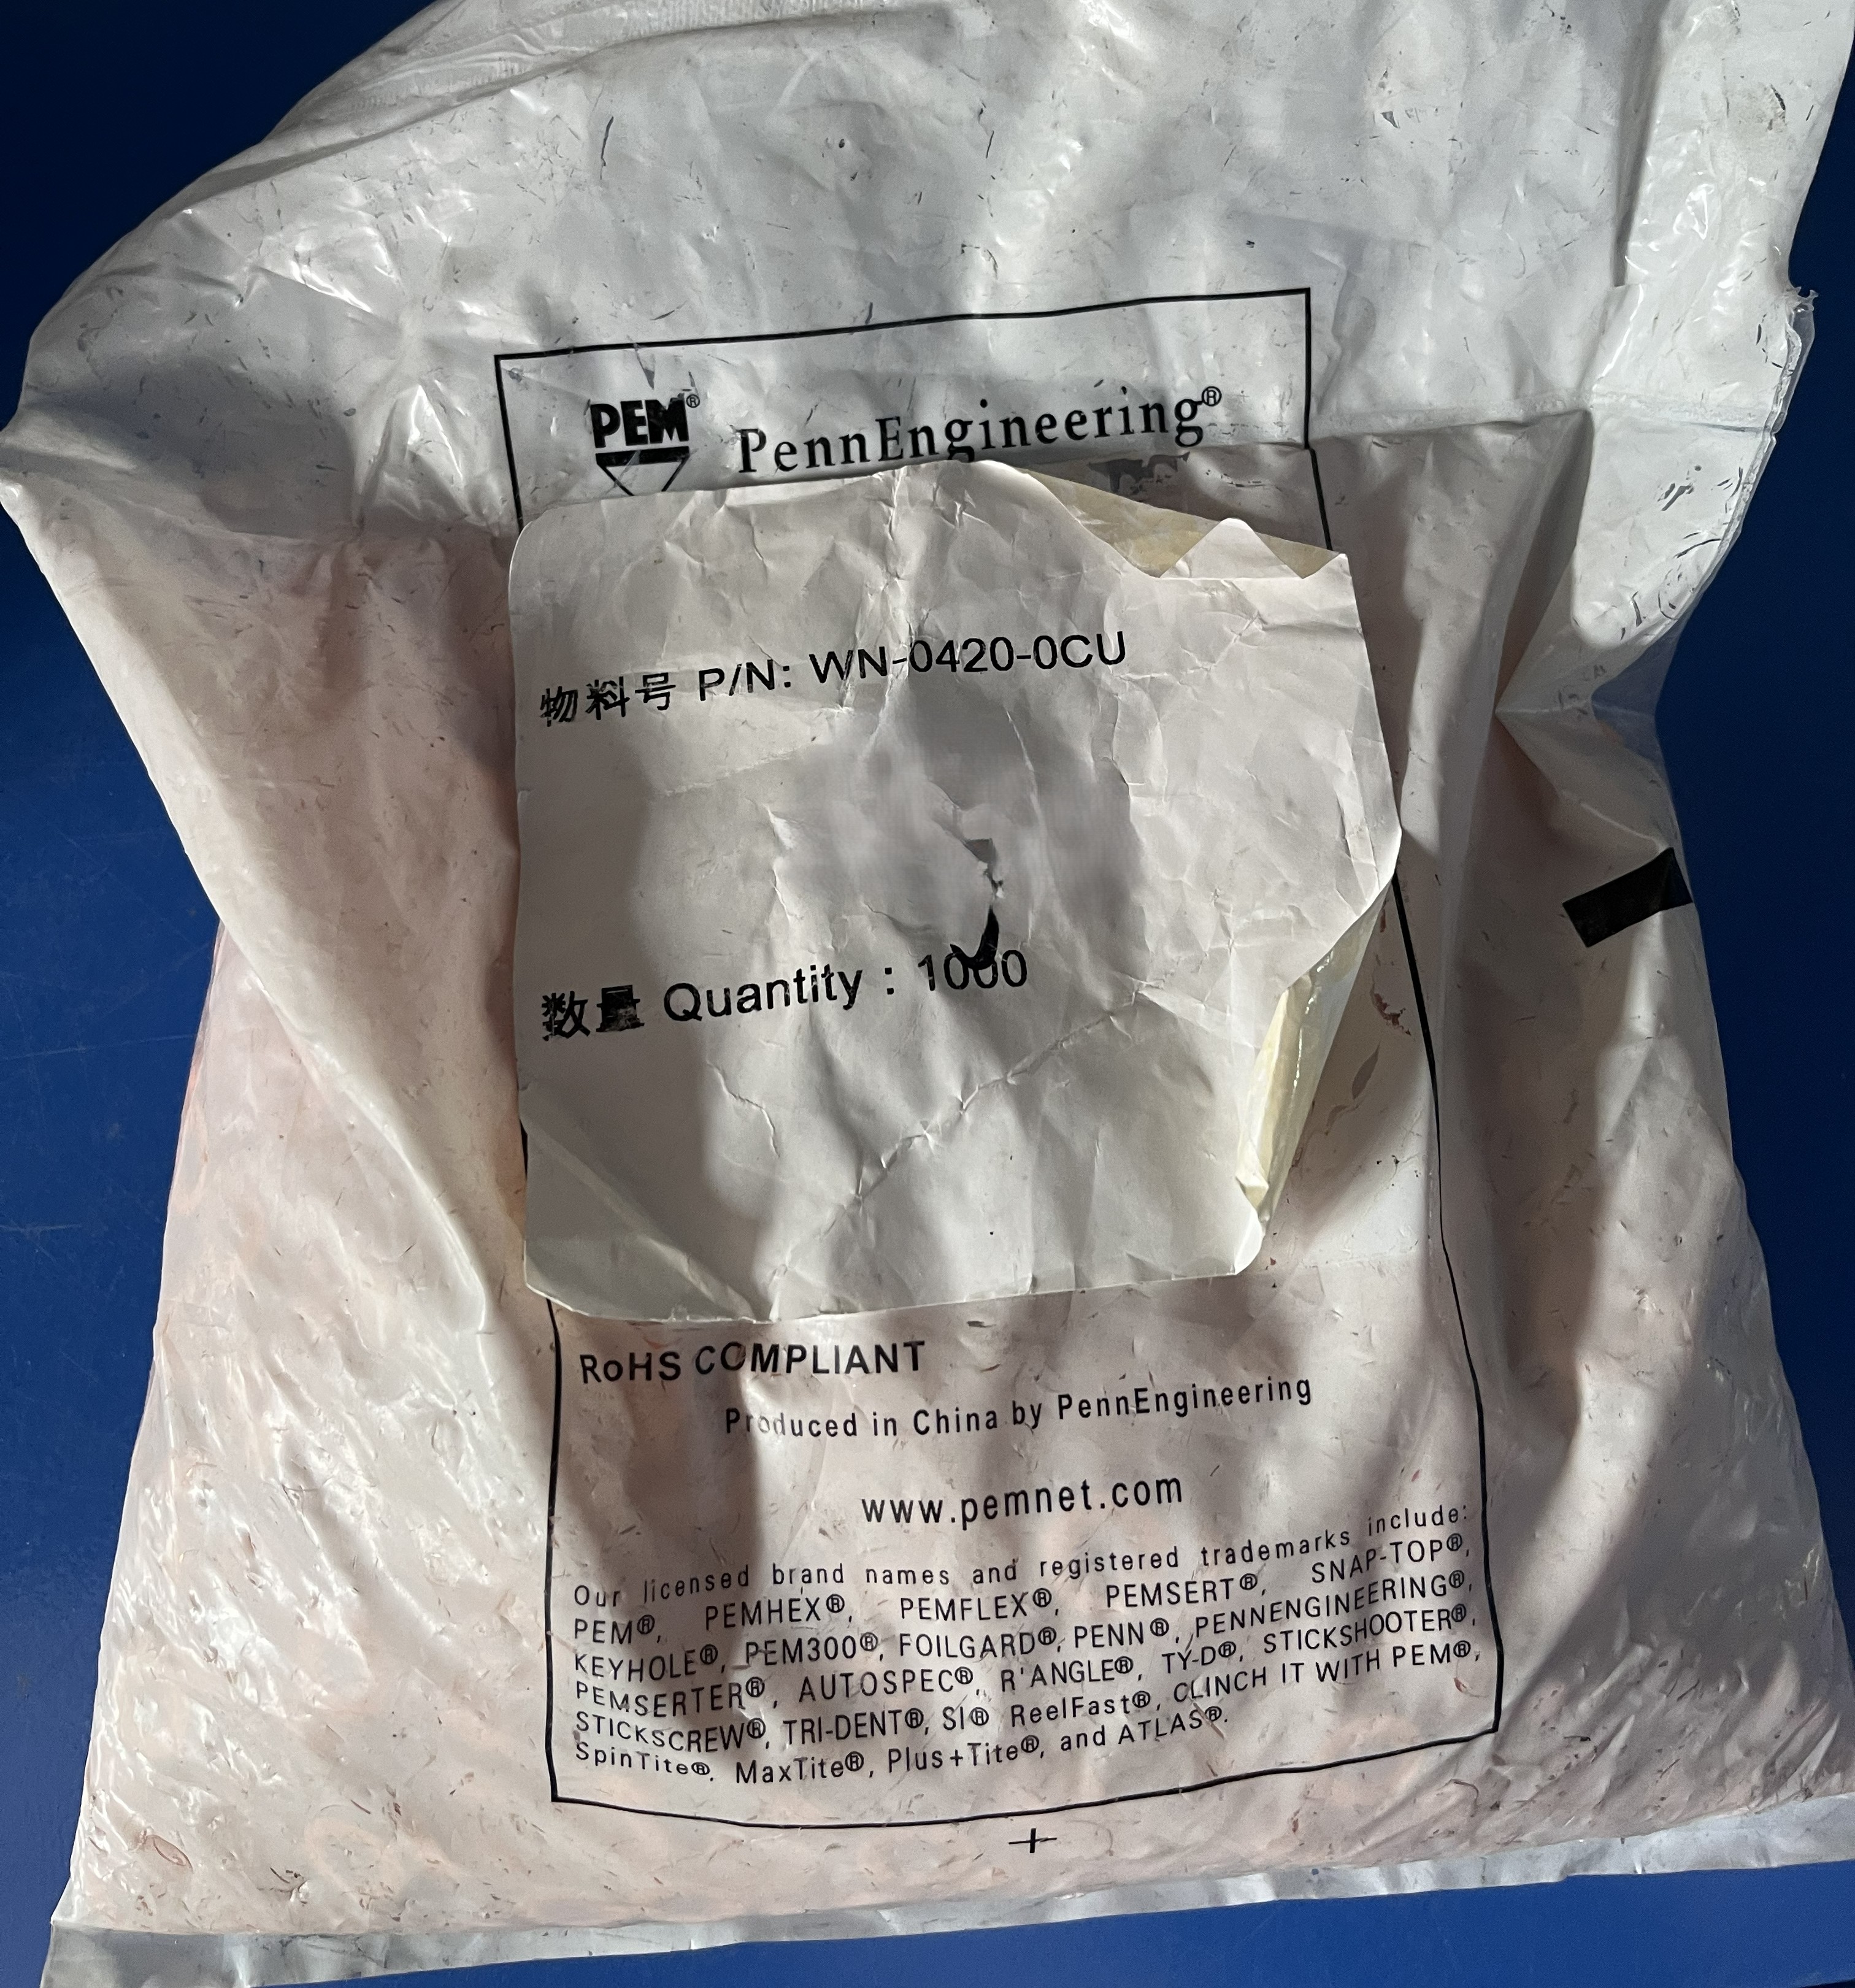 PEM®
PennEngineering®
物料号 P/N: WN-0420-0CU
数量 Quantity : 1000
RoHS COMPLIANT
Produced in China by PennEngineering
www.pemnet.com
Our licensed brand names and registered trademarks include:
PEM®, PEMHEX®, PEMFLEX®, PEMSERT®, SNAP-TOP®,
KEYHOLE®, PEM300®, FOILGARD®, PENN®, PENNENGINEERING®,
PEMSERTER®, AUTOSPEC®, R'ANGLE®, TY-D®, STICKSHOOTER®,
STICKSCREW®, TRI-DENT®, SI® ReelFast®, CLINCH IT WITH PEM®,
SpinTite®. MaxTite®, Plus+Tite®, and ATLAS®.